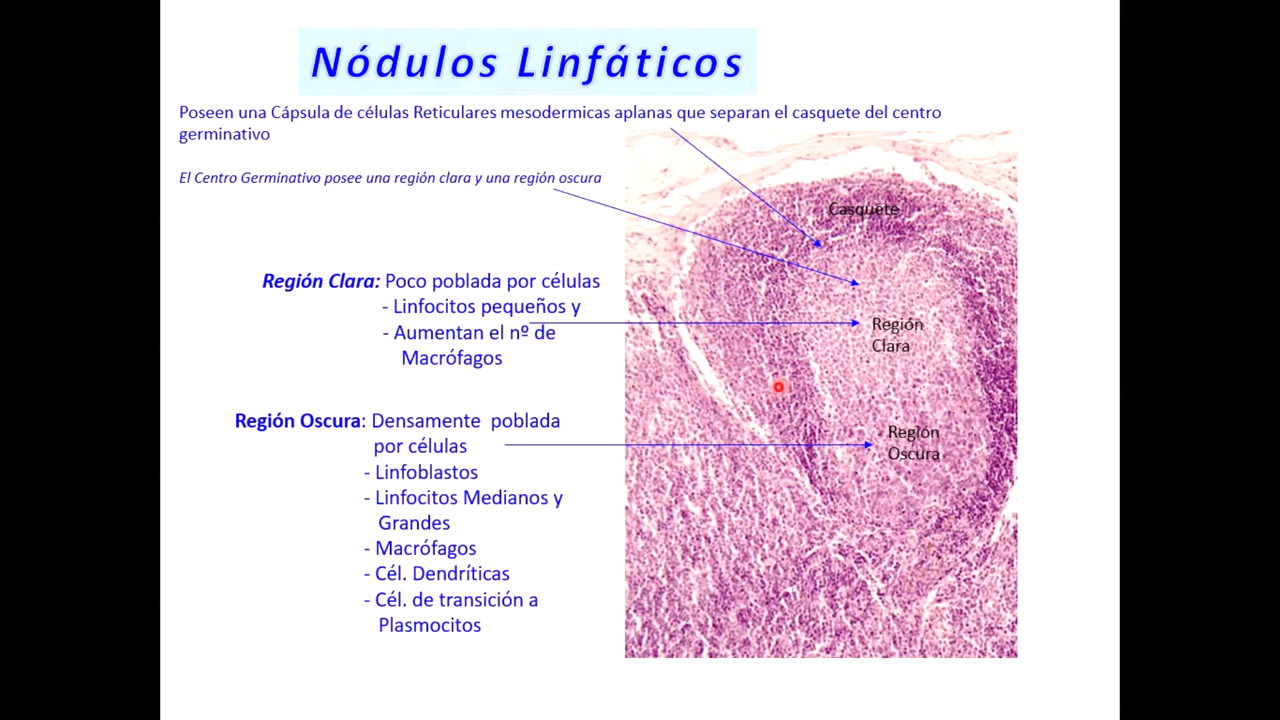 Nódulos Linfáticos
Poseen una Cápsula de células Reticulares mesodermicas aplanas que separan el casquete del centro
germinativo
El Centro Germinativo posee una región clara y una región oscura
Región Clara: Poco poblada por células
- Linfocitos pequeños y
- Aumentan el nº de
Macrófagos
Región Oscura: Densamente poblada
por células
- Linfoblastos
- Linfocitos Medianos y
Grandes
- Macrófagos
- Cél. Dendríticas
- Cél. de transición a
Plasmocitos
Casquete
Región
Clara
Región
Oscura